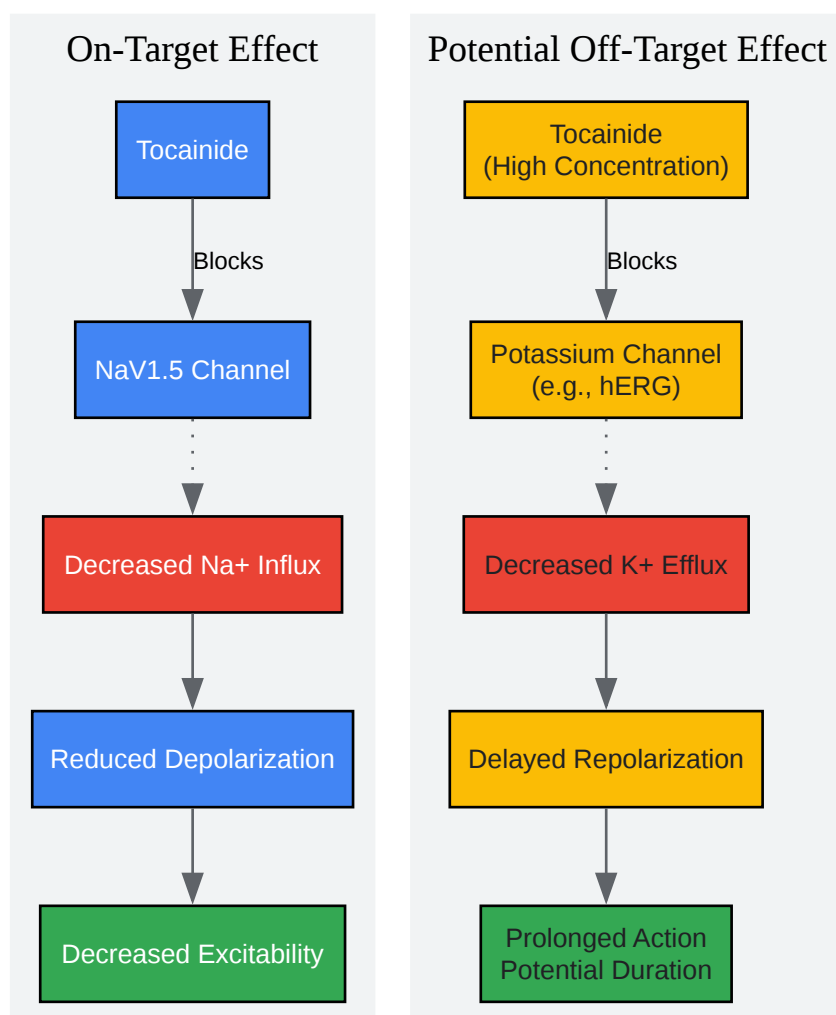 On-Target Effect
Tocainide
Blocks
NaV1.5 Channel
Decreased Na+ Influx
Reduced Depolarization
Decreased Excitability
Potential Off-Target Effect
Tocainide
(High Concentration)
Blocks
Potassium Channel
(e.g., hERG)
Decreased K+ Efflux
Delayed Repolarization
Prolonged Action
Potential Duration